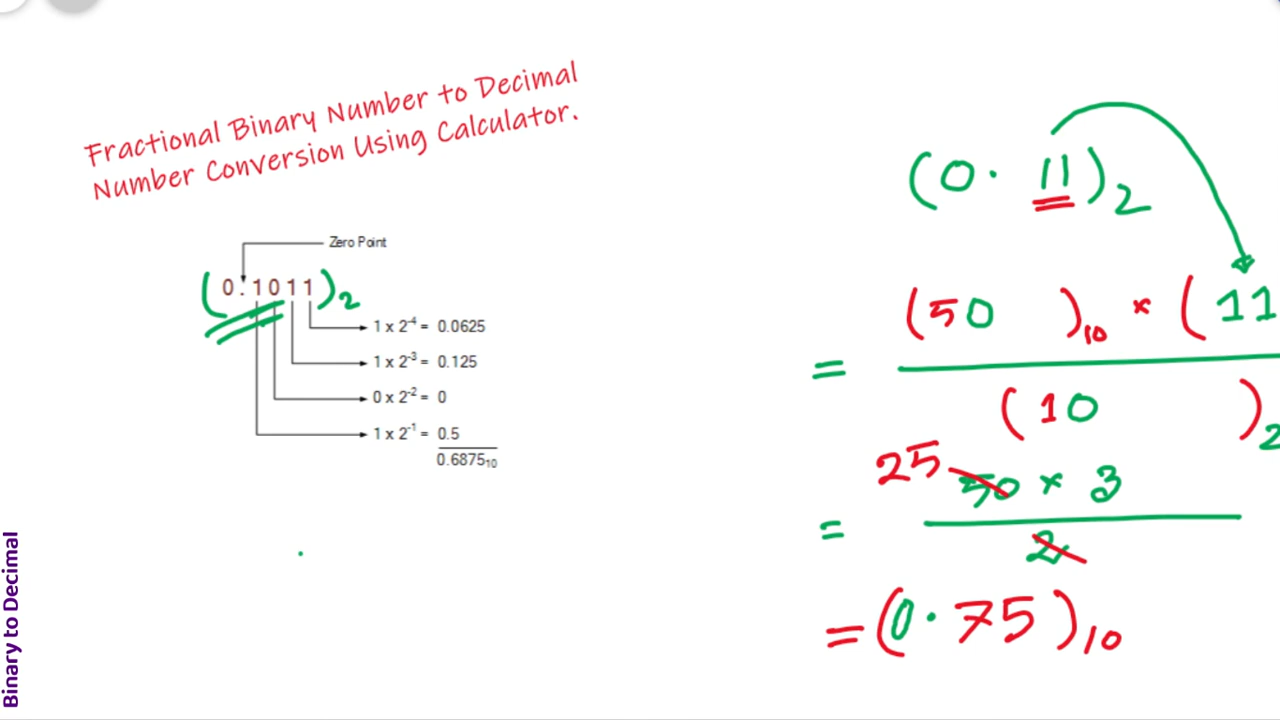 Fractional Binary Number to Decimal
Number Conversion Using Calculator.
Zero Point
(0.1011)₂
1 x 2⁻⁴ = 0.0625
1 x 2⁻³ = 0.125
0 x 2⁻² = 0
1 x 2⁻¹ = 0.5
0.6875₁₀
Binary to Decimal
(0.11)₂
(50 )₁₀ * (11
=
(10 )₂
25 50 * 3
=
2
= (0.75)₁₀